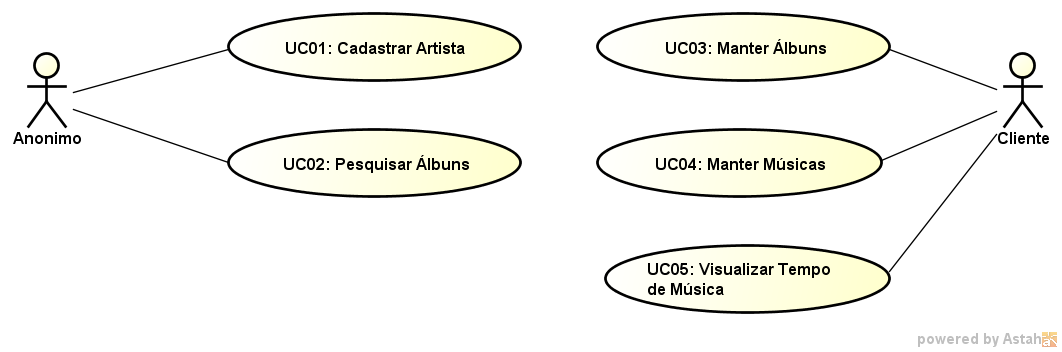 UC01: Cadastrar Artista
UC03: Manter Álbuns
Anonimo
Cliente
UC02: Pesquisar Álbuns
UC04: Manter Músicas
UC05: Visualizar Tempo
de Música
powered by Astah